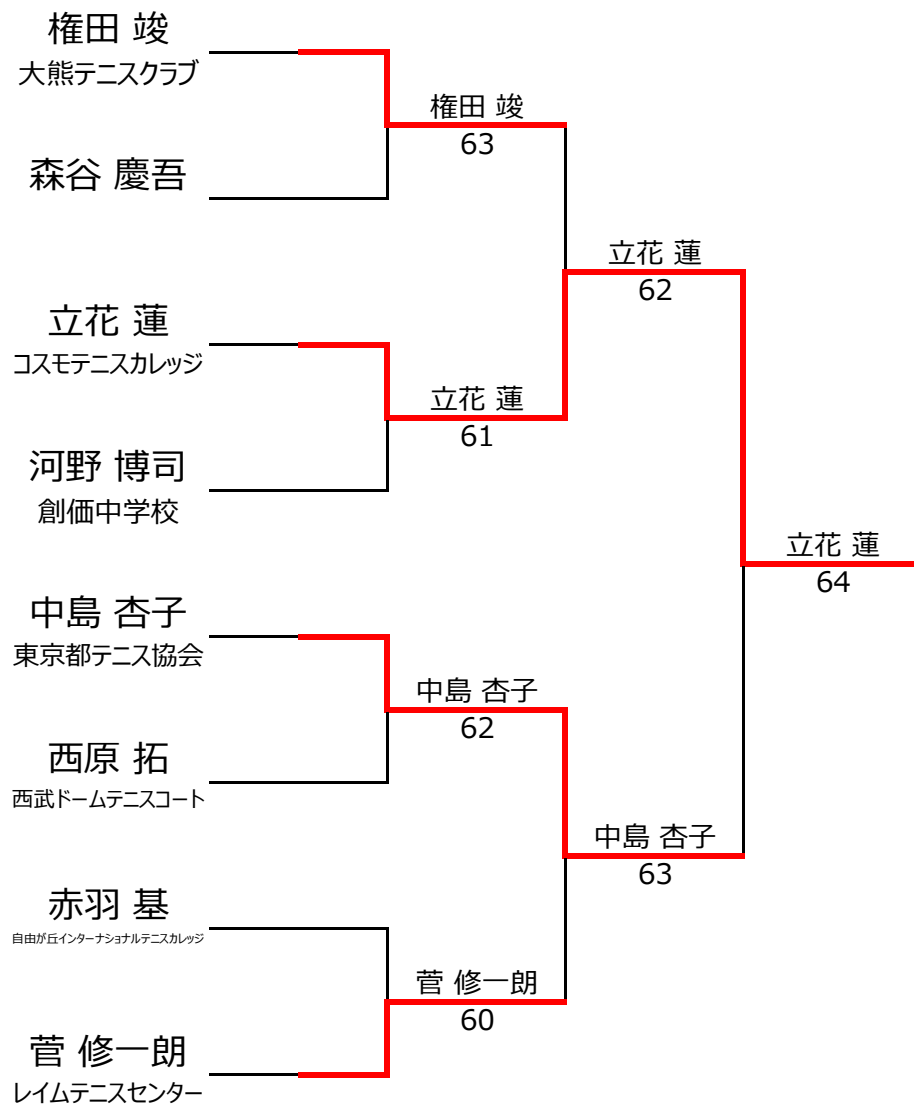 権田 竣
大熊テニスクラブ
森谷 慶吾
立花 蓮
コスモテニスカレッジ
河野 博司
創価中学校
中島 杏子
東京都テニス協会
西原 拓
西武ドームテニスコート
赤羽 基
自由が丘インターナショナルテニスカレッジ
菅 修一朗
レイムテニスセンター
権田 竣
63
立花 蓮
61
中島 杏子
62
菅 修一朗
60
立花 蓮
62
中島 杏子
63
立花 蓮
64